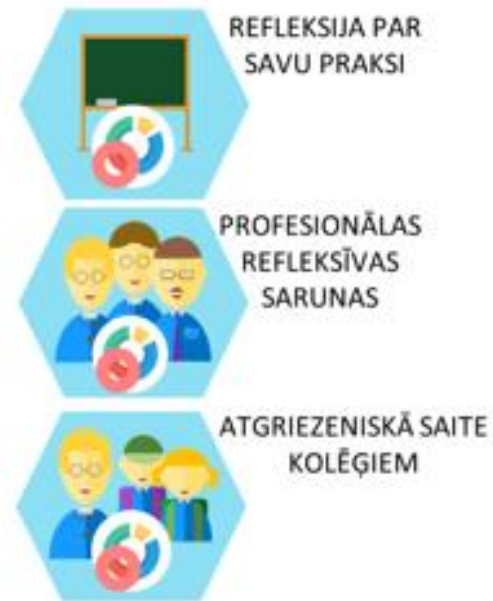 REFLEKSIJA PAR
SAVU PRAKSI
PROFESIONĀLAS
REFLEKSĪVAS
SARUNAS
ATGRIEZENISKĀ SAITE
KOLĒĢIEM